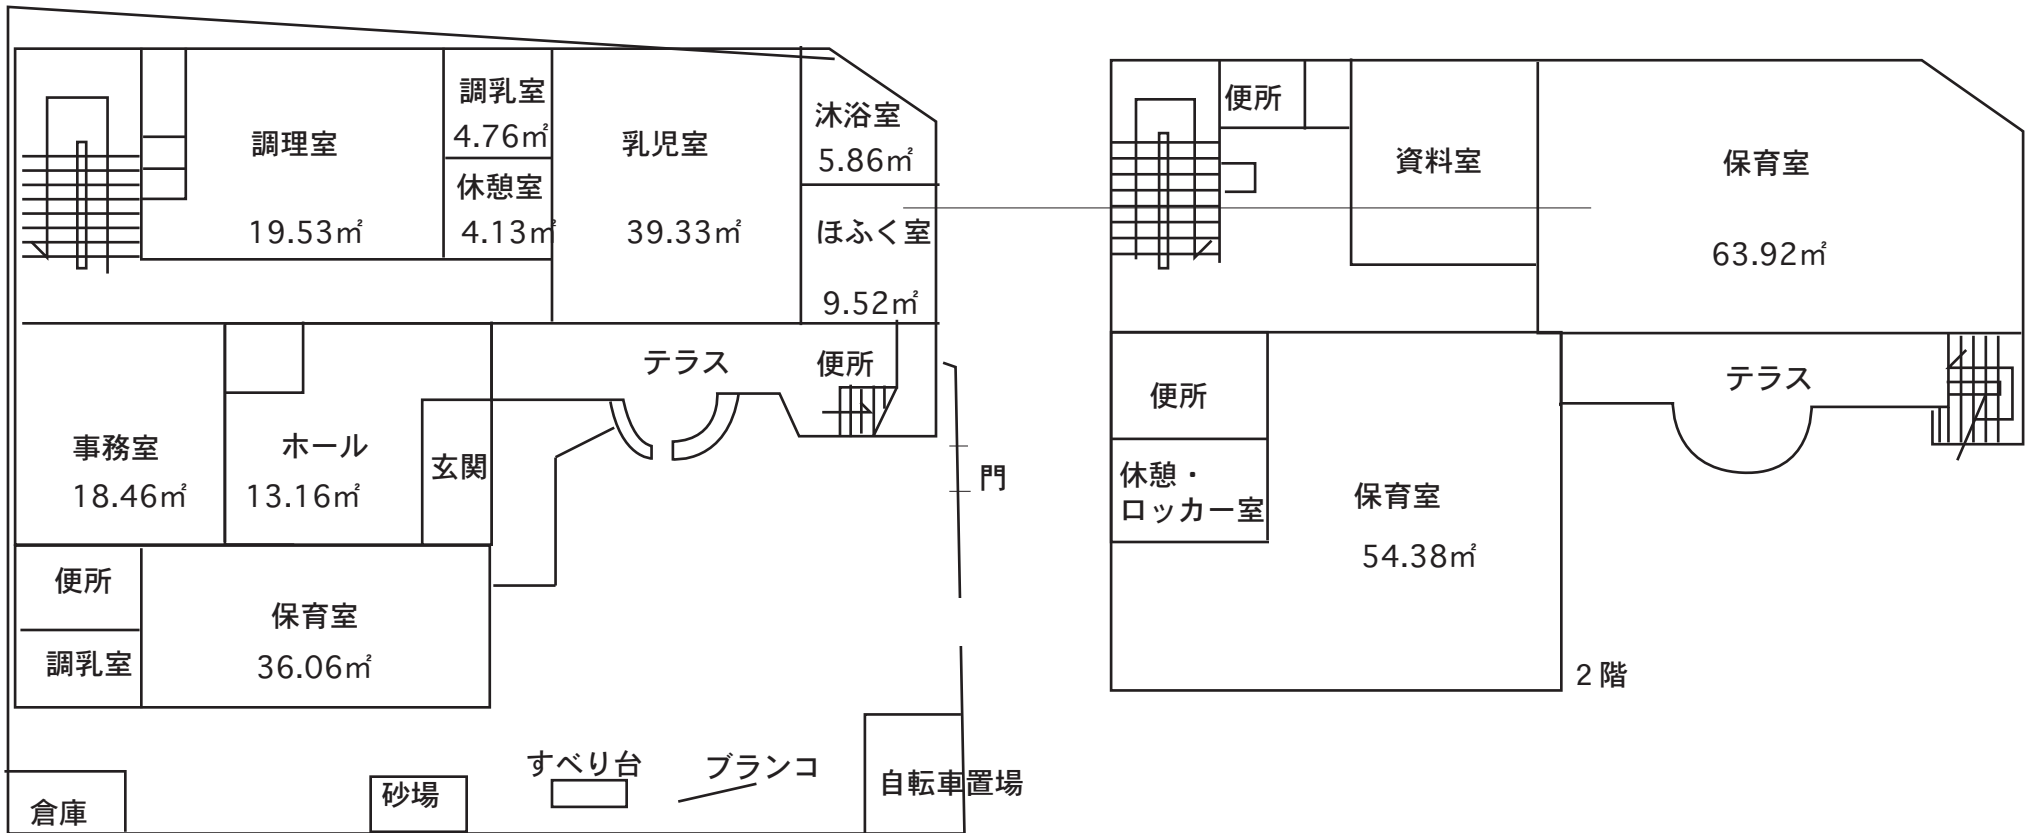 調理室
19.53㎡
調乳室
4.76㎡
休憩室
4.13㎡
乳児室
39.33㎡
沐浴室
5.86㎡
ほふく室
9.52㎡
事務室
18.46㎡
ホール
13.16㎡
玄関
テラス
便所
門
便所
調乳室
保育室
36.06㎡
倉庫
砂場
すべり台
ブランコ
自転車置場
便所
資料室
保育室
63.92㎡
便所
休憩・
ロッカー室
保育室
54.38㎡
テラス
2階